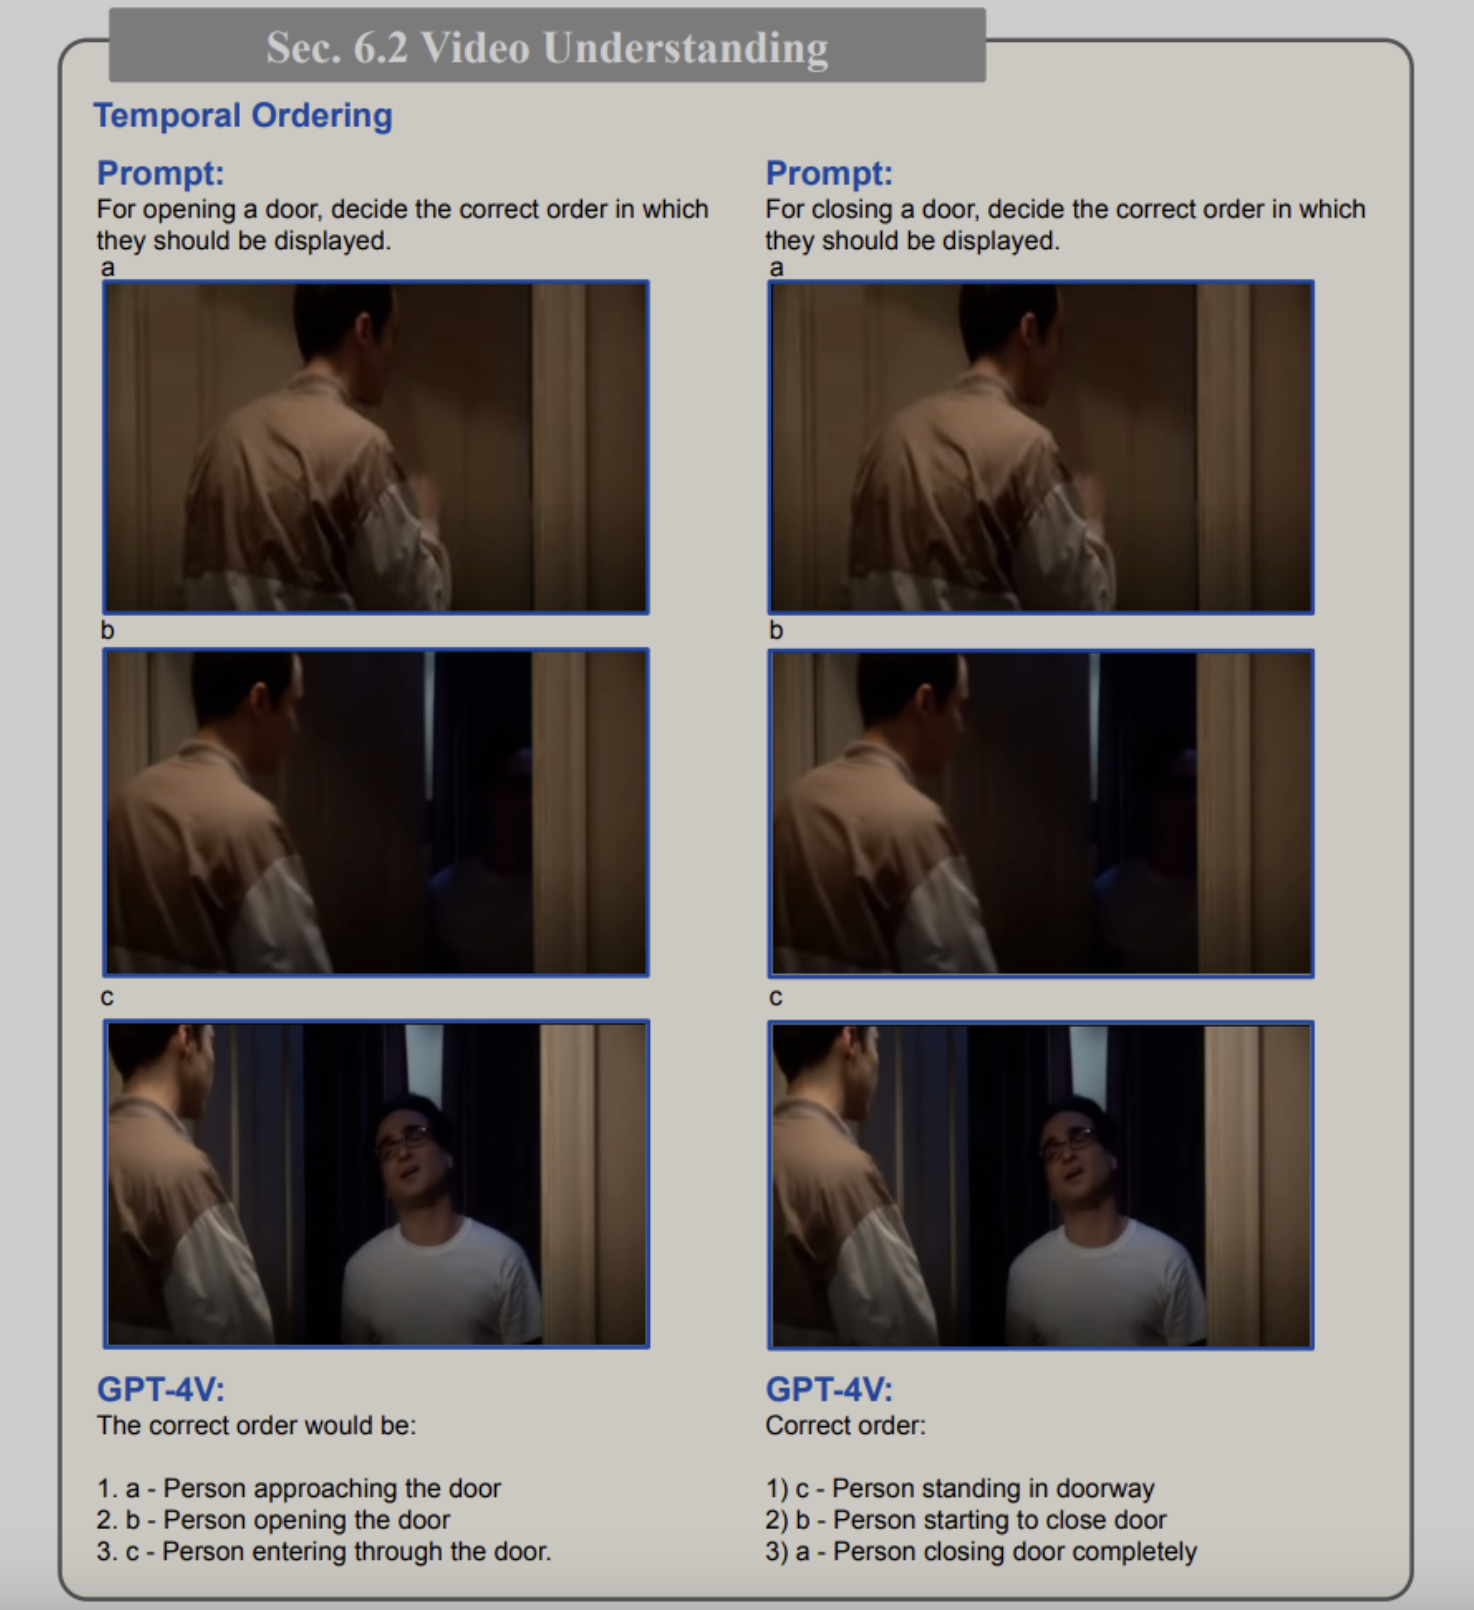 Sec. 6.2 Video Understanding
Temporal Ordering
Prompt:
For opening a door, decide the correct order in which
they should be displayed.
a
b
c
GPT-4V:
The correct order would be:
1. a - Person approaching the door
2. b - Person opening the door
3. c - Person entering through the door.
Prompt:
For closing a door, decide the correct order in which
they should be displayed.
a
b
c
GPT-4V:
Correct order:
1) c - Person standing in doorway
2) b - Person starting to close door
3) a - Person closing door completely